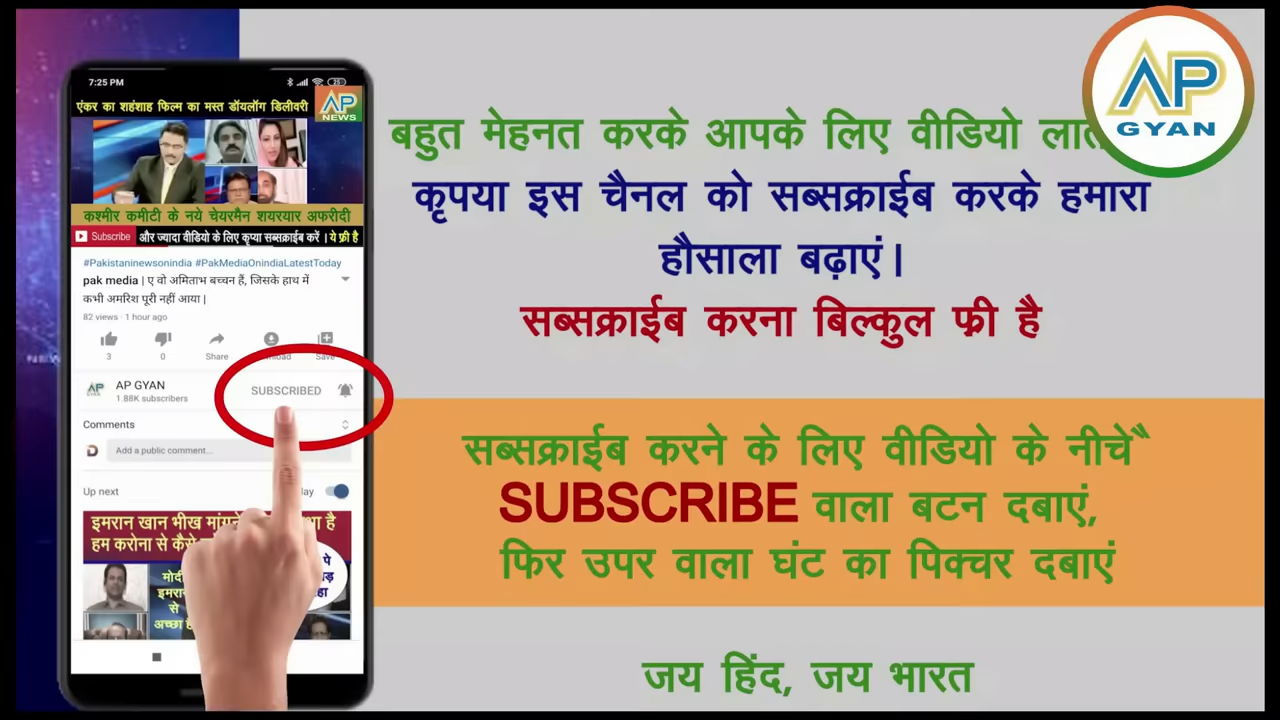 7:25 PM
एंकर का शहंशाह फिल्म का मस्त डॉयलॉग डिलीवरी
AP
NEWS
कश्मीर कमीटी के नये चेयरमैन शयरयार अफरीदी
Subscribe और ज्यादा वीडियो के लिए कृप्या सब्सक्राईब करें । ये फ्री है
#Pakistaninewsonindia #PakMediaOnindiaLatestToday
pak media | ए वो अमिताभ बच्चन हैं, जिसके हाथ में
कभी अमरिश पूरी नहीं आया |
82 views · 1 hour ago
3 0 Share
AP GYAN
1.88K subscribers
SUBSCRIBED
Comments
Add a public comment...
Up next
इमरान खान भीख मांगने है
हम करोना से कैसे
मोदी
से
अच्छा
AP
GYAN
बहुत मेहनत करके आपके लिए वीडियो
कृपया इस चैनल को सब्सक्राईब करके हमारा
हौसाला बढ़ाएं।
सब्सक्राईब करना बिल्कुल फ्री है
सब्सक्राईब करने के लिए वीडियो के नीचे
SUBSCRIBE वाला बटन दबाएं,
फिर उपर वाला घंट का पिक्चर दबाएं
जय हिंद, जय भारत